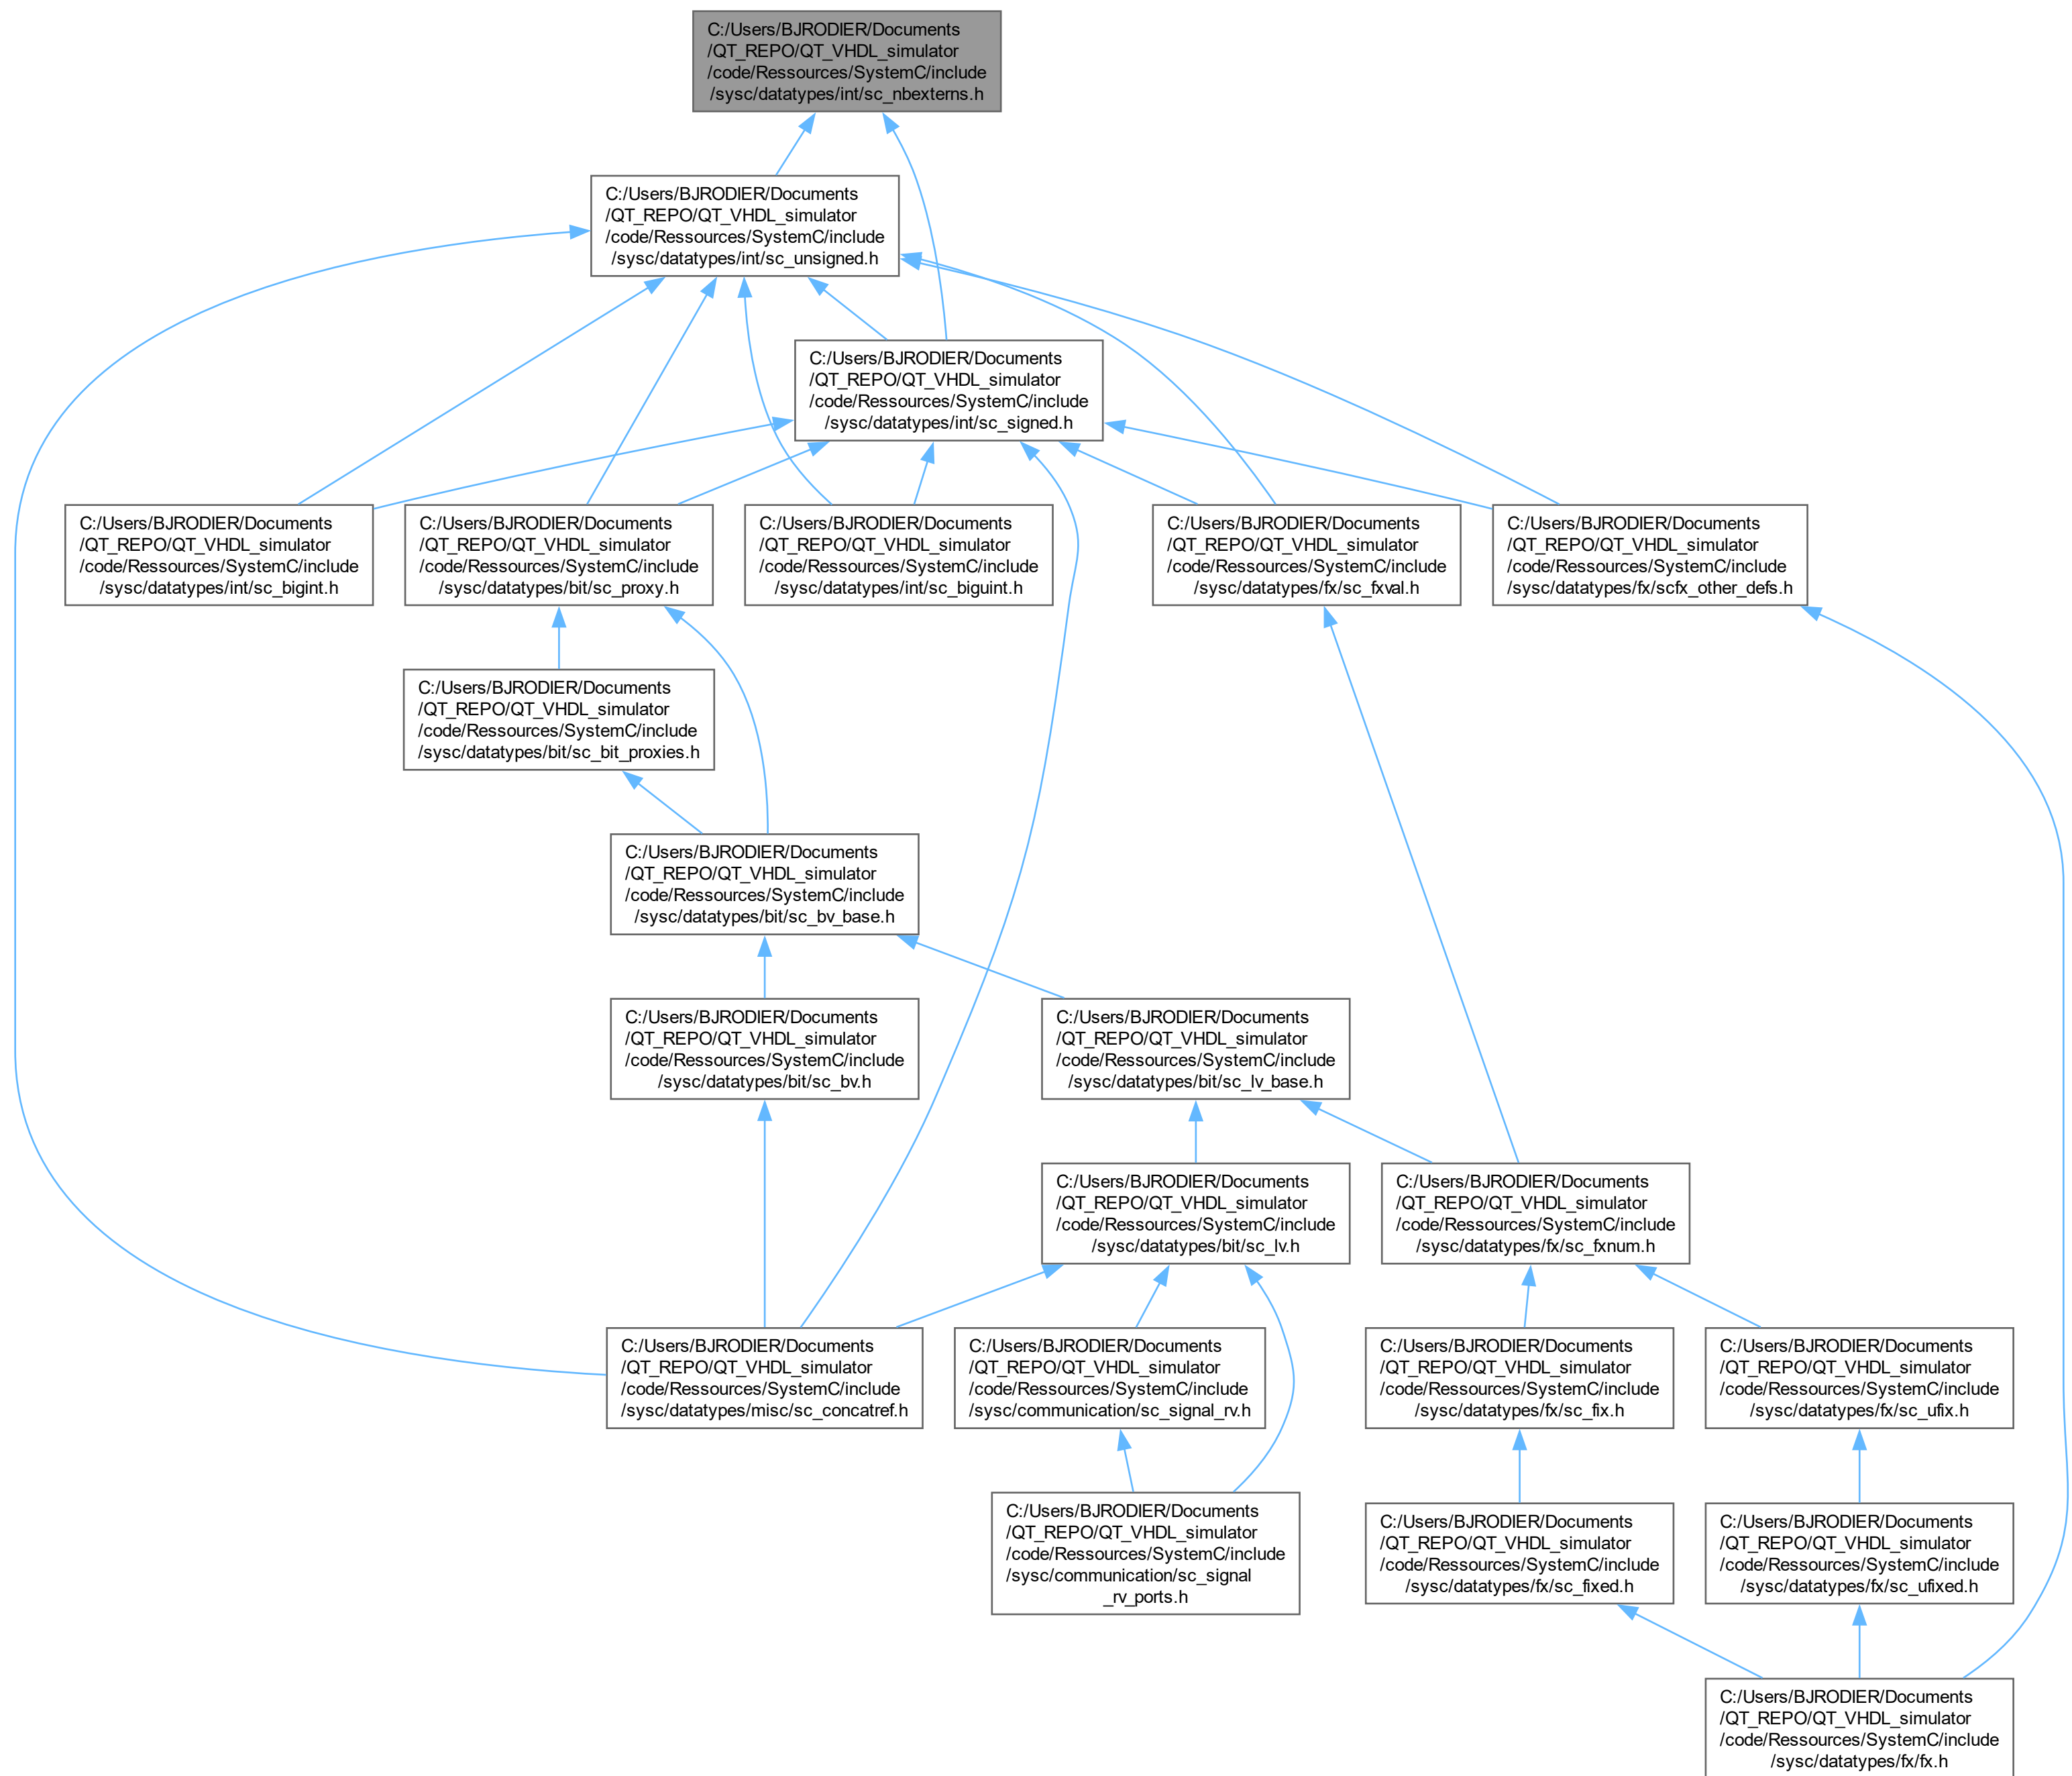 C:/Users/BJRODIER/Documents
/QT_REPO/QT_VHDL_simulator
/code/Ressources/SystemC/include
/sysc/datatypes/int/sc_nbexterns.h
C:/Users/BJRODIER/Documents
/QT_REPO/QT_VHDL_simulator
/code/Ressources/SystemC/include
/sysc/datatypes/int/sc_unsigned.h
C:/Users/BJRODIER/Documents
/QT_REPO/QT_VHDL_simulator
/code/Ressources/SystemC/include
/sysc/datatypes/int/sc_signed.h
C:/Users/BJRODIER/Documents
/QT_REPO/QT_VHDL_simulator
/code/Ressources/SystemC/include
/sysc/datatypes/int/sc_bigint.h
C:/Users/BJRODIER/Documents
/QT_REPO/QT_VHDL_simulator
/code/Ressources/SystemC/include
/sysc/datatypes/bit/sc_proxy.h
C:/Users/BJRODIER/Documents
/QT_REPO/QT_VHDL_simulator
/code/Ressources/SystemC/include
/sysc/datatypes/int/sc_biguint.h
C:/Users/BJRODIER/Documents
/QT_REPO/QT_VHDL_simulator
/code/Ressources/SystemC/include
/sysc/datatypes/fx/sc_fxval.h
C:/Users/BJRODIER/Documents
/QT_REPO/QT_VHDL_simulator
/code/Ressources/SystemC/include
/sysc/datatypes/fx/scfx_other_defs.h
C:/Users/BJRODIER/Documents
/QT_REPO/QT_VHDL_simulator
/code/Ressources/SystemC/include
/sysc/datatypes/bit/sc_bit_proxies.h
C:/Users/BJRODIER/Documents
/QT_REPO/QT_VHDL_simulator
/code/Ressources/SystemC/include
/sysc/datatypes/bit/sc_bv_base.h
C:/Users/BJRODIER/Documents
/QT_REPO/QT_VHDL_simulator
/code/Ressources/SystemC/include
/sysc/datatypes/bit/sc_bv.h
C:/Users/BJRODIER/Documents
/QT_REPO/QT_VHDL_simulator
/code/Ressources/SystemC/include
/sysc/datatypes/bit/sc_lv_base.h
C:/Users/BJRODIER/Documents
/QT_REPO/QT_VHDL_simulator
/code/Ressources/SystemC/include
/sysc/datatypes/bit/sc_lv.h
C:/Users/BJRODIER/Documents
/QT_REPO/QT_VHDL_simulator
/code/Ressources/SystemC/include
/sysc/datatypes/fx/sc_fxnum.h
C:/Users/BJRODIER/Documents
/QT_REPO/QT_VHDL_simulator
/code/Ressources/SystemC/include
/sysc/datatypes/misc/sc_concatref.h
C:/Users/BJRODIER/Documents
/QT_REPO/QT_VHDL_simulator
/code/Ressources/SystemC/include
/sysc/communication/sc_signal_rv.h
C:/Users/BJRODIER/Documents
/QT_REPO/QT_VHDL_simulator
/code/Ressources/SystemC/include
/sysc/datatypes/fx/sc_fix.h
C:/Users/BJRODIER/Documents
/QT_REPO/QT_VHDL_simulator
/code/Ressources/SystemC/include
/sysc/datatypes/fx/sc_ufix.h
C:/Users/BJRODIER/Documents
/QT_REPO/QT_VHDL_simulator
/code/Ressources/SystemC/include
/sysc/communication/sc_signal
_rv_ports.h
C:/Users/BJRODIER/Documents
/QT_REPO/QT_VHDL_simulator
/code/Ressources/SystemC/include
/sysc/datatypes/fx/sc_fixed.h
C:/Users/BJRODIER/Documents
/QT_REPO/QT_VHDL_simulator
/code/Ressources/SystemC/include
/sysc/datatypes/fx/sc_ufixed.h
C:/Users/BJRODIER/Documents
/QT_REPO/QT_VHDL_simulator
/code/Ressources/SystemC/include
/sysc/datatypes/fx/fx.h